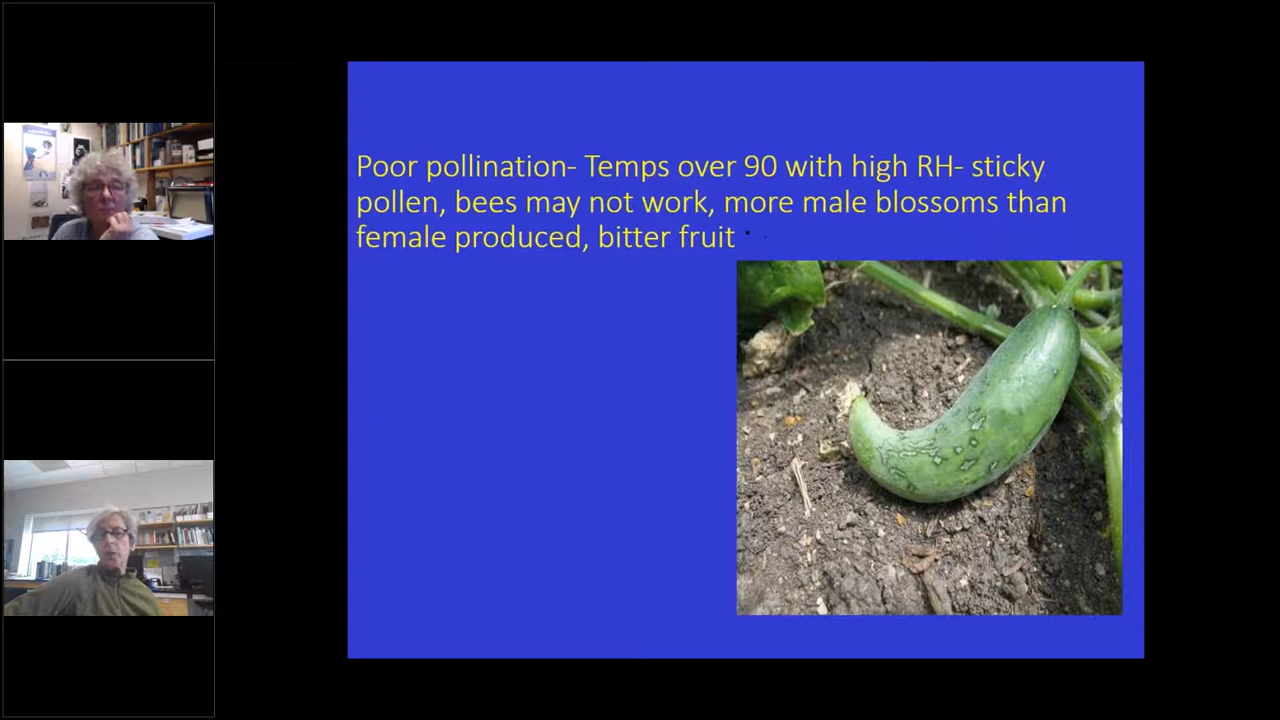 Poor pollination- Temps over 90 with high RH- sticky
pollen, bees may not work, more male blossoms than
female produced, bitter fruit